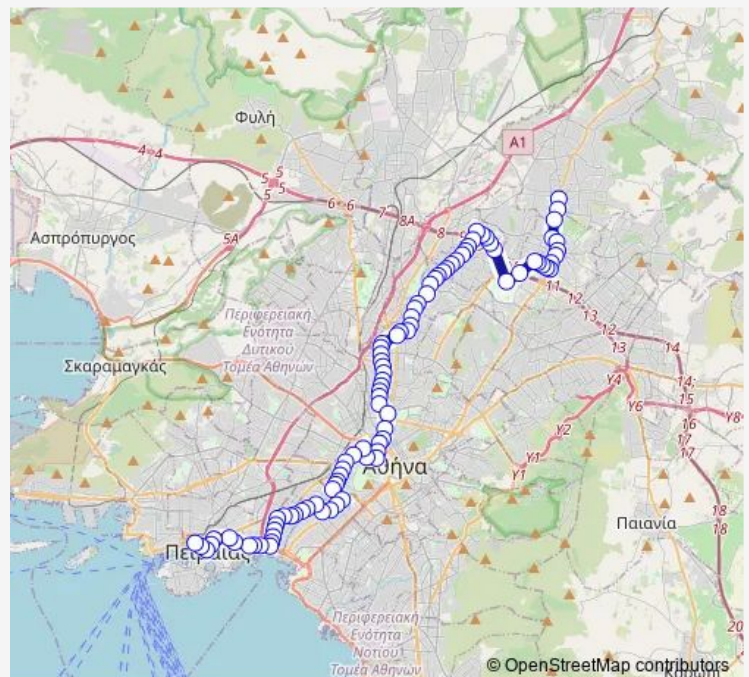 Φυλή
A1
4 4
5 5
5
6 6
7
8A
8
9
Ασπρόπυργος
5A
11
12
12
13
13
14
Περιφερειακή
Ενότητα
Δυτικού
Τομέα Αθηνών
Σκαραμαγκάς
Y4
14;
15
Y6
16
Y8
Y2
Y1
Y1
17
17
Αθήνα
18
18
Παιανία
Πειραιάς
20
Περιφερειακή
Ενότητα
Νοτίου
Τομέα Αθηνών
© OpenStreetMap contributors